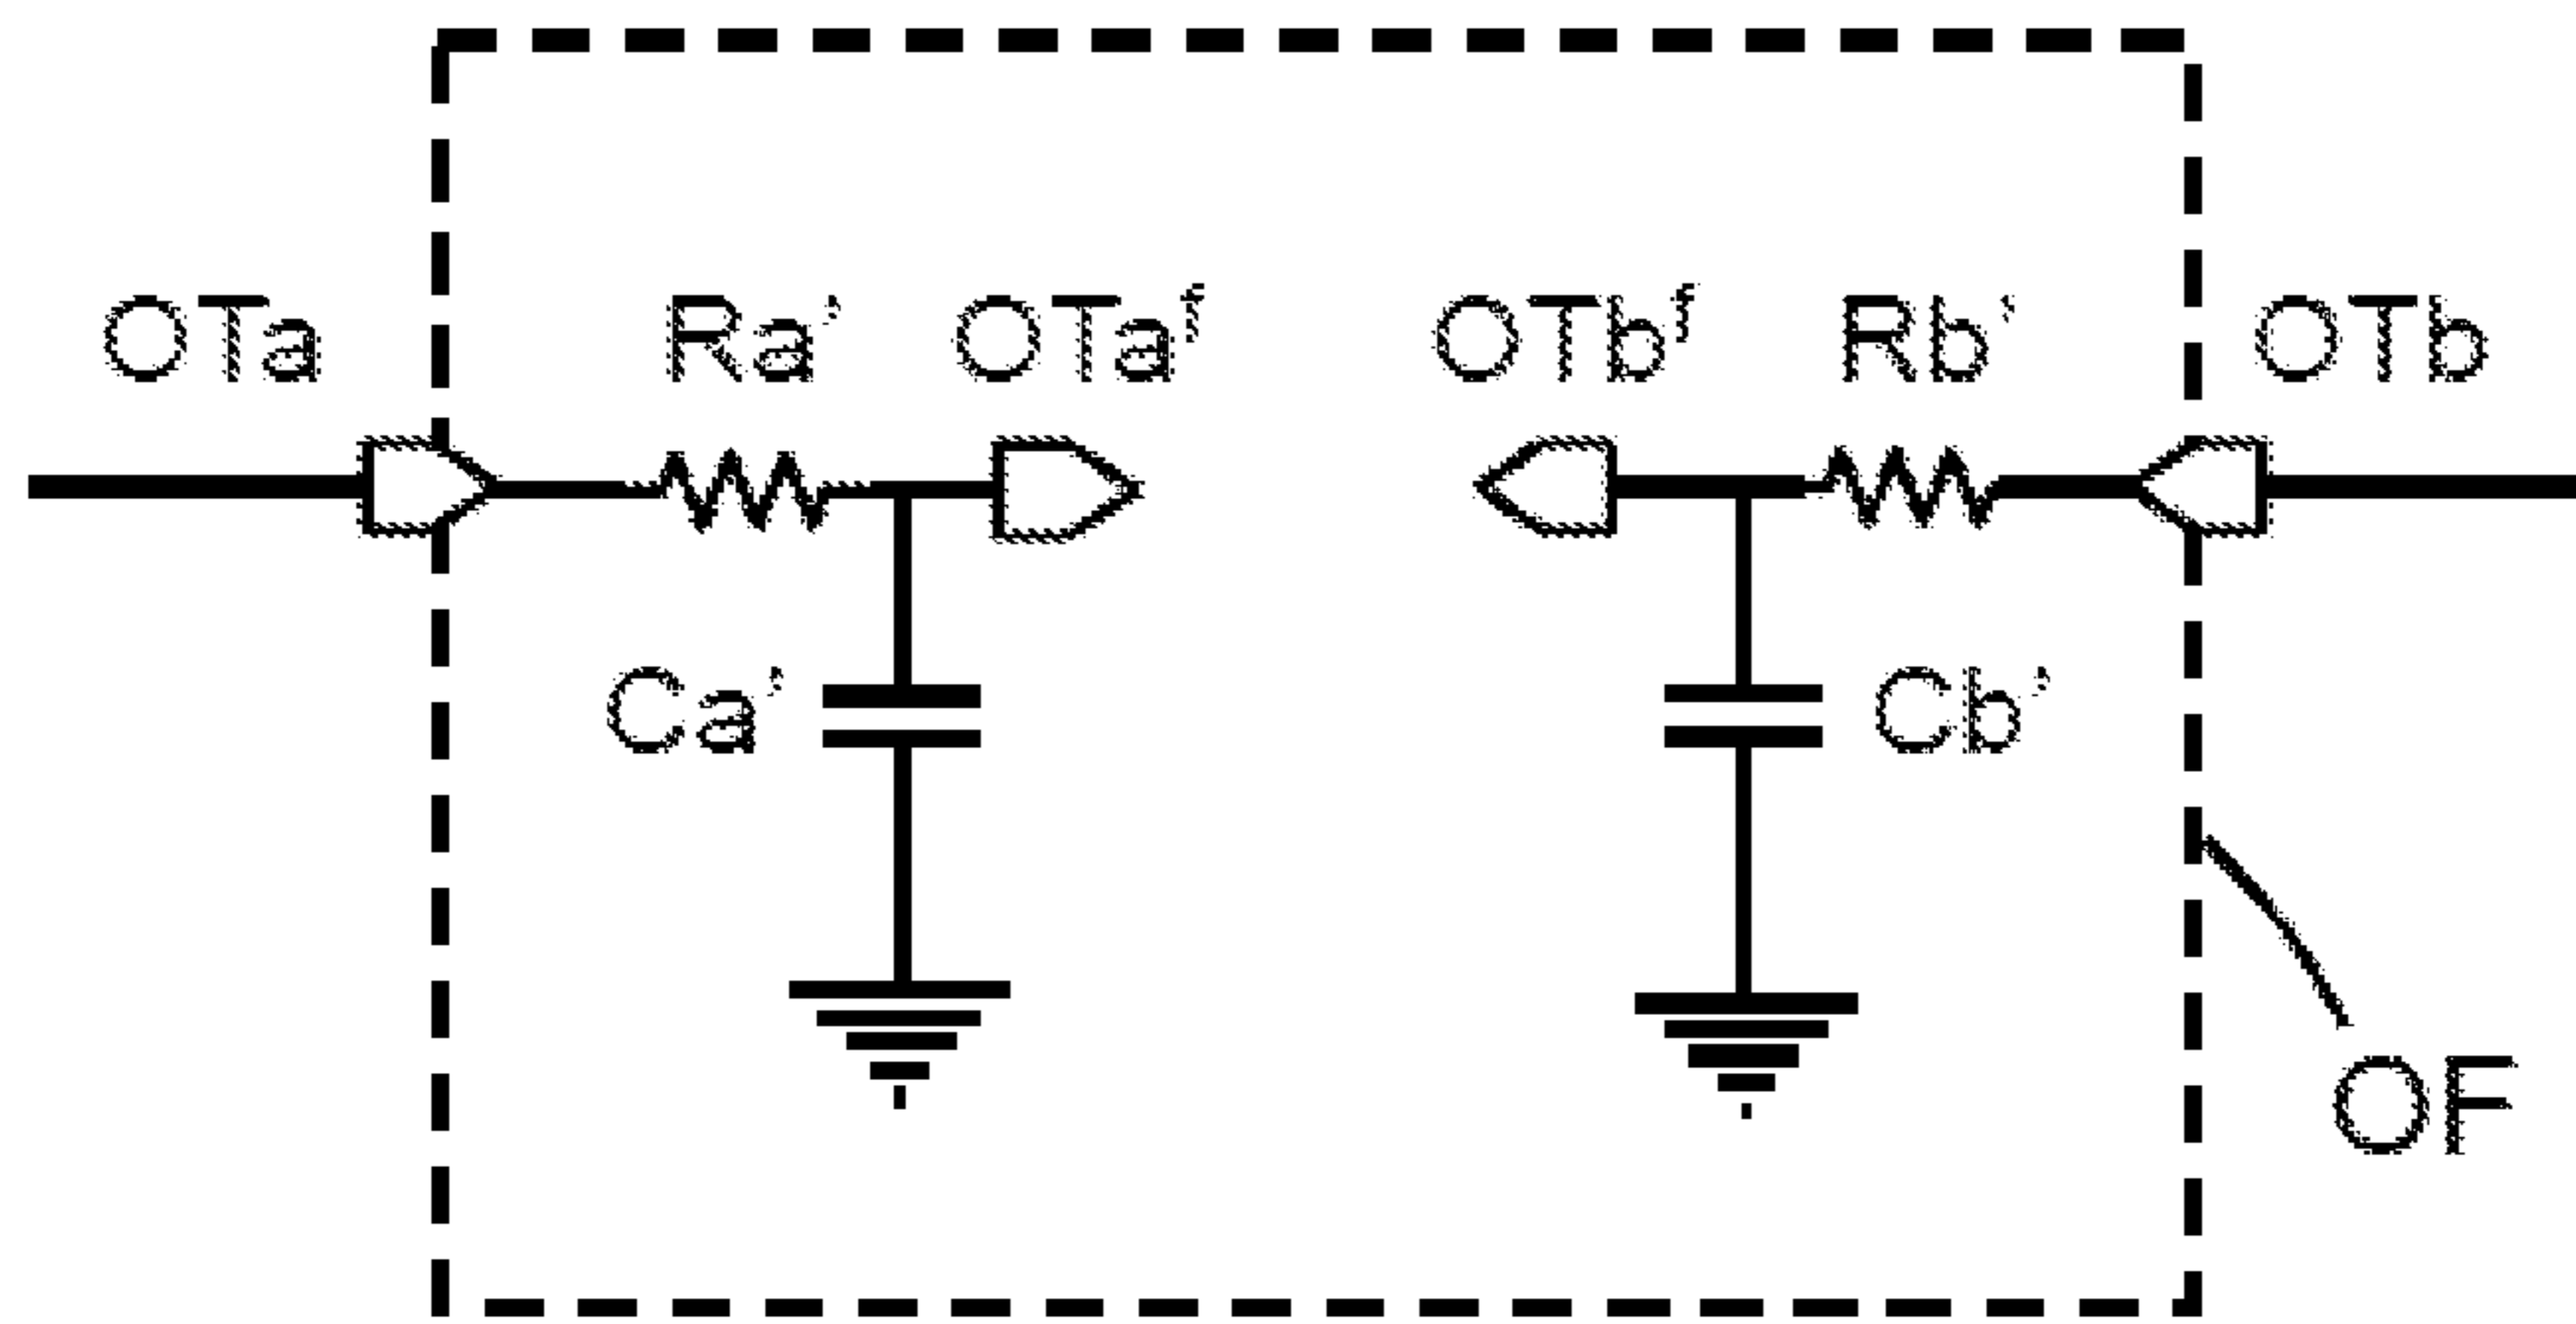 OTa Ra’ OTa’ OTb’ Rb’ OTb
Ca’ Cb’
OF